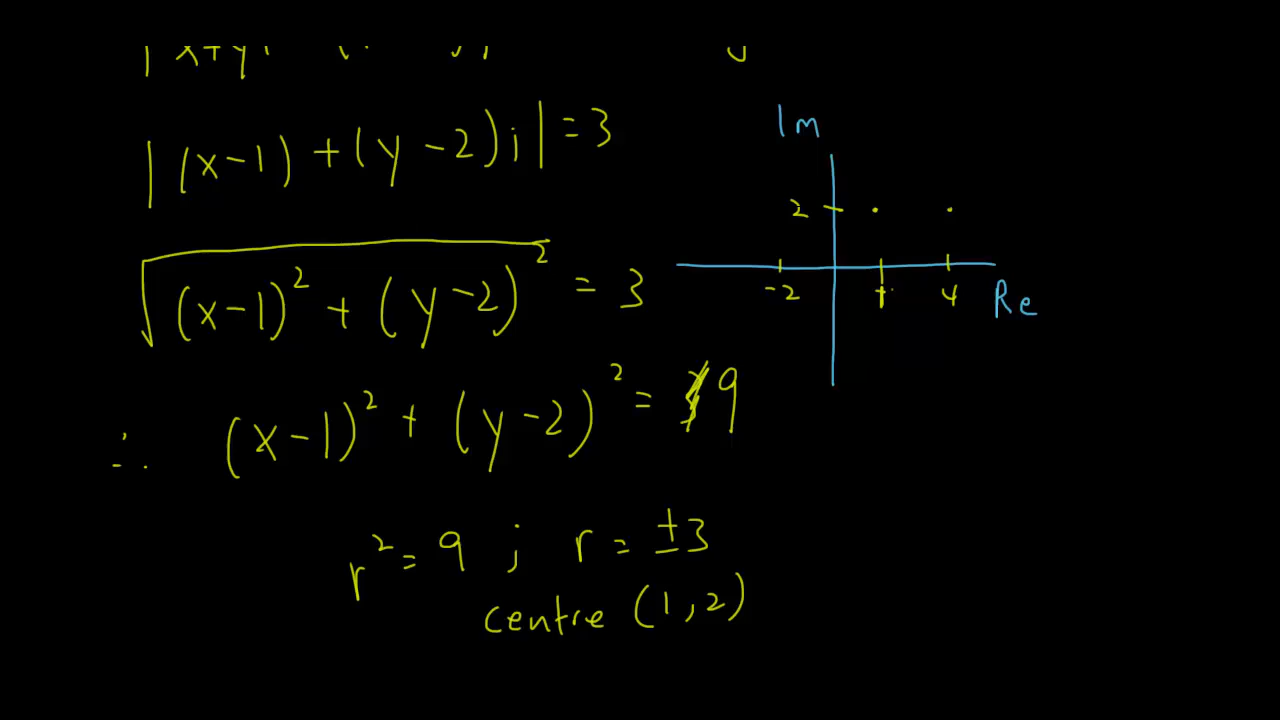 |(x-1) + (y-2)i| = 3
√((x-1)² + (y-2)²) = 3
∴ (x-1)² + (y-2)² = 9
r² = 9 ; r = ±3
centre (1,2)
Im
2
-2 1 4
Re